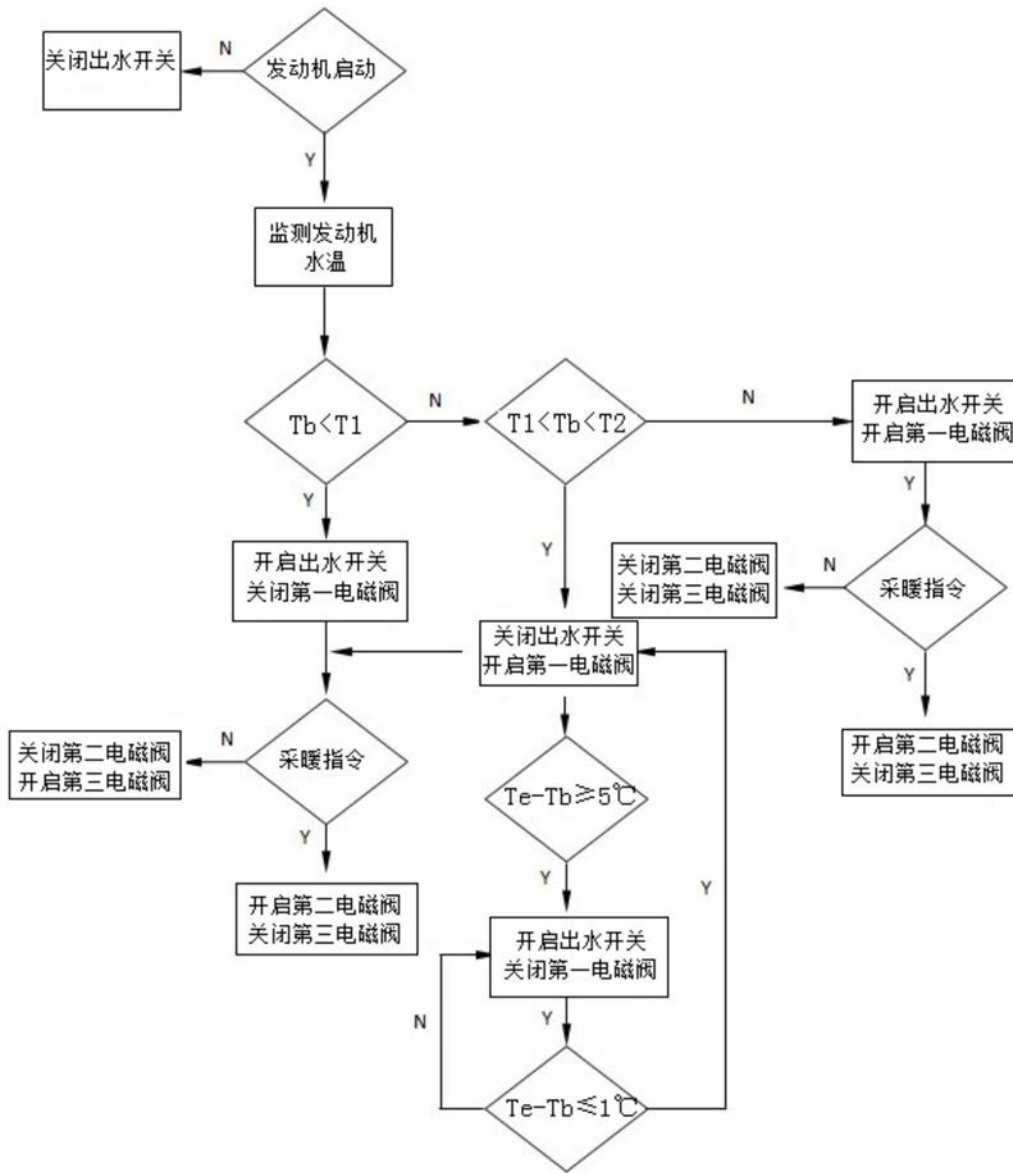 关闭出水开关
N
发动机启动
Y
监测发动机
水温
Tb<T1
N
T1<Tb<T2
N
开启出水开关
开启第一电磁阀
Y
Y
Y
开启出水开关
关闭第一电磁阀
关闭第二电磁阀
关闭第三电磁阀
N
采暖指令
关闭出水开关
开启第一电磁阀
Y
关闭第二电磁阀
开启第三电磁阀
N
采暖指令
开启第二电磁阀
关闭第三电磁阀
Te-Tb≥5℃
Y
Y
Y
开启第二电磁阀
关闭第三电磁阀
开启出水开关
关闭第一电磁阀
N
Y
Te-Tb≤1℃